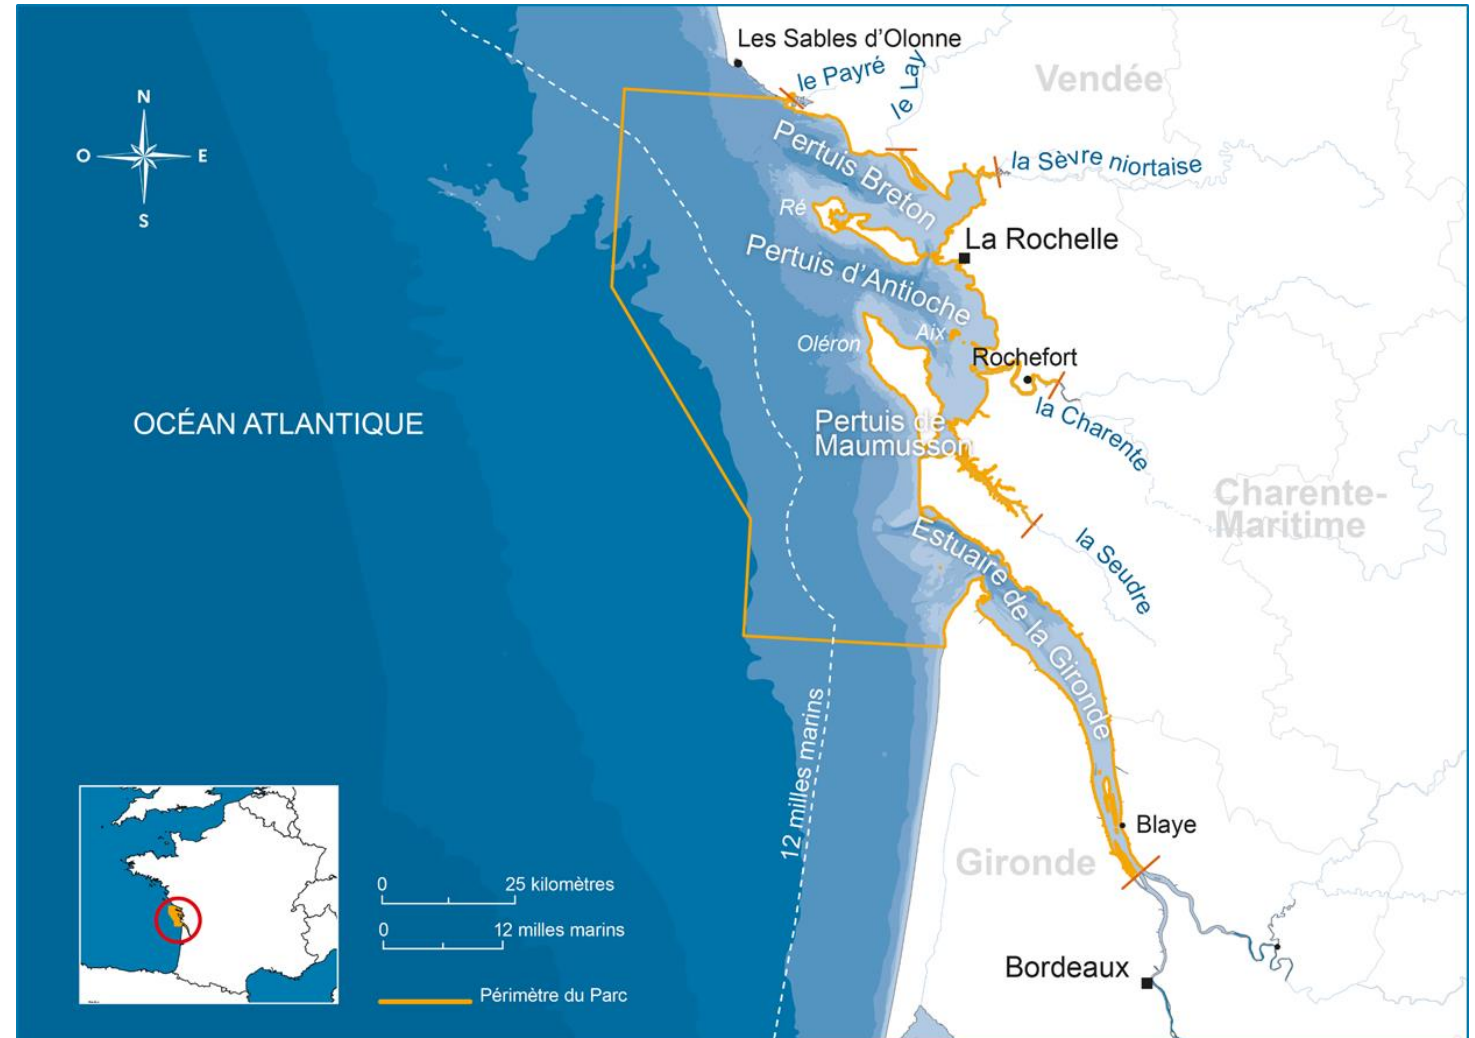 Les Sables d'Olonne
le Payré
le Lay
Vendée
N
O
E
S
Pertuis Breton
la Sèvre niortaise
Ré
La Rochelle
Pertuis d'Antioche
Oléron
Aix
Rochefort
la Charente
OCÉAN ATLANTIQUE
Pertuis de
Maumusson
Charente-
Maritime
Estuaire de la Gironde
la Seudre
12 milles marins
Blaye
Gironde
0
25 kilomètres
0
12 milles marins
Bordeaux
Périmètre du Parc